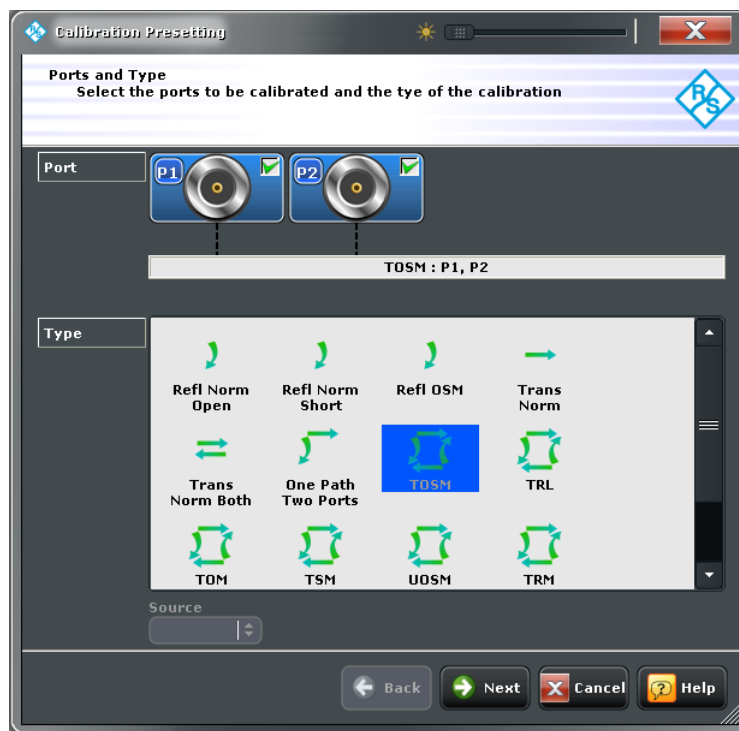 Calibration Presetting
Ports and Type
Select the ports to be calibrated and the tye of the calibration
R&S
Port
P1
P2
TOSM : P1, P2
Type
Refl Norm Open
Refl Norm Short
Refl OSM
Trans Norm
Trans Norm Both
One Path Two Ports
TOSM
TRL
TOM
TSM
UOSM
TRM
Source
Back
Next
Cancel
Help